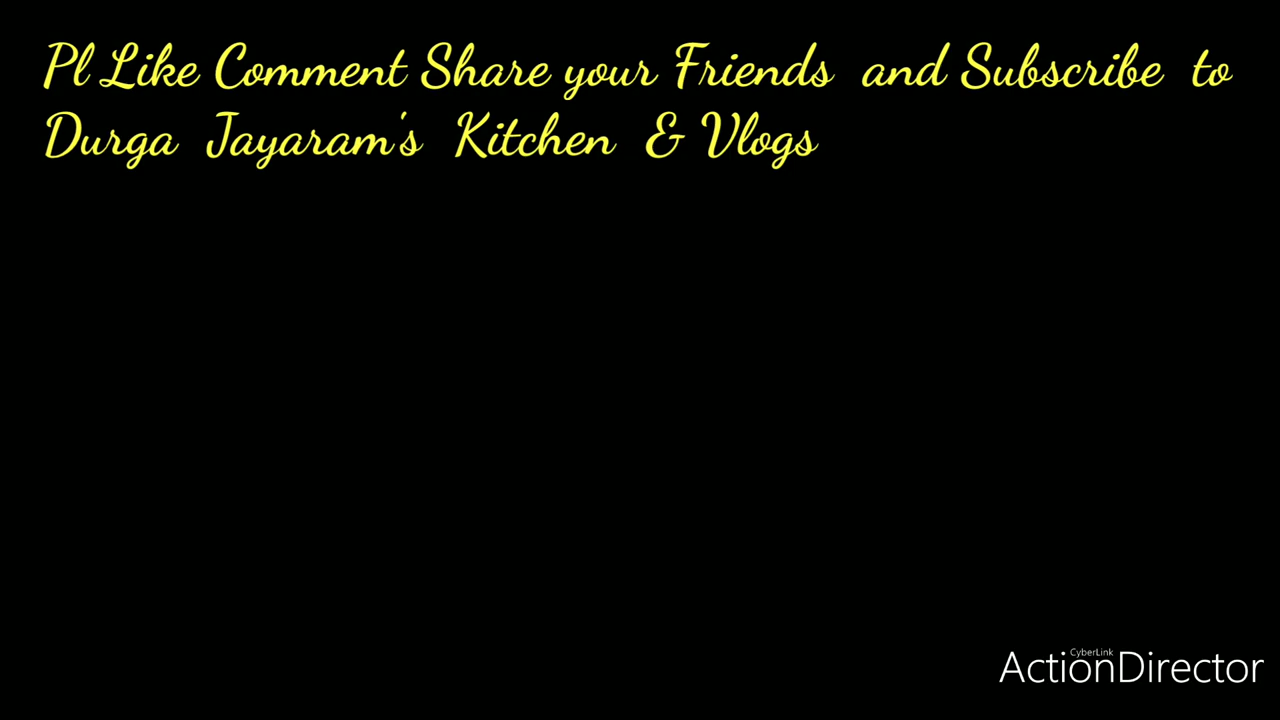 Pl Like Comment Share your Friends and Subscribe to
Durga Jayaram's Kitchen & Vlogs
CyberLink
ActionDirector